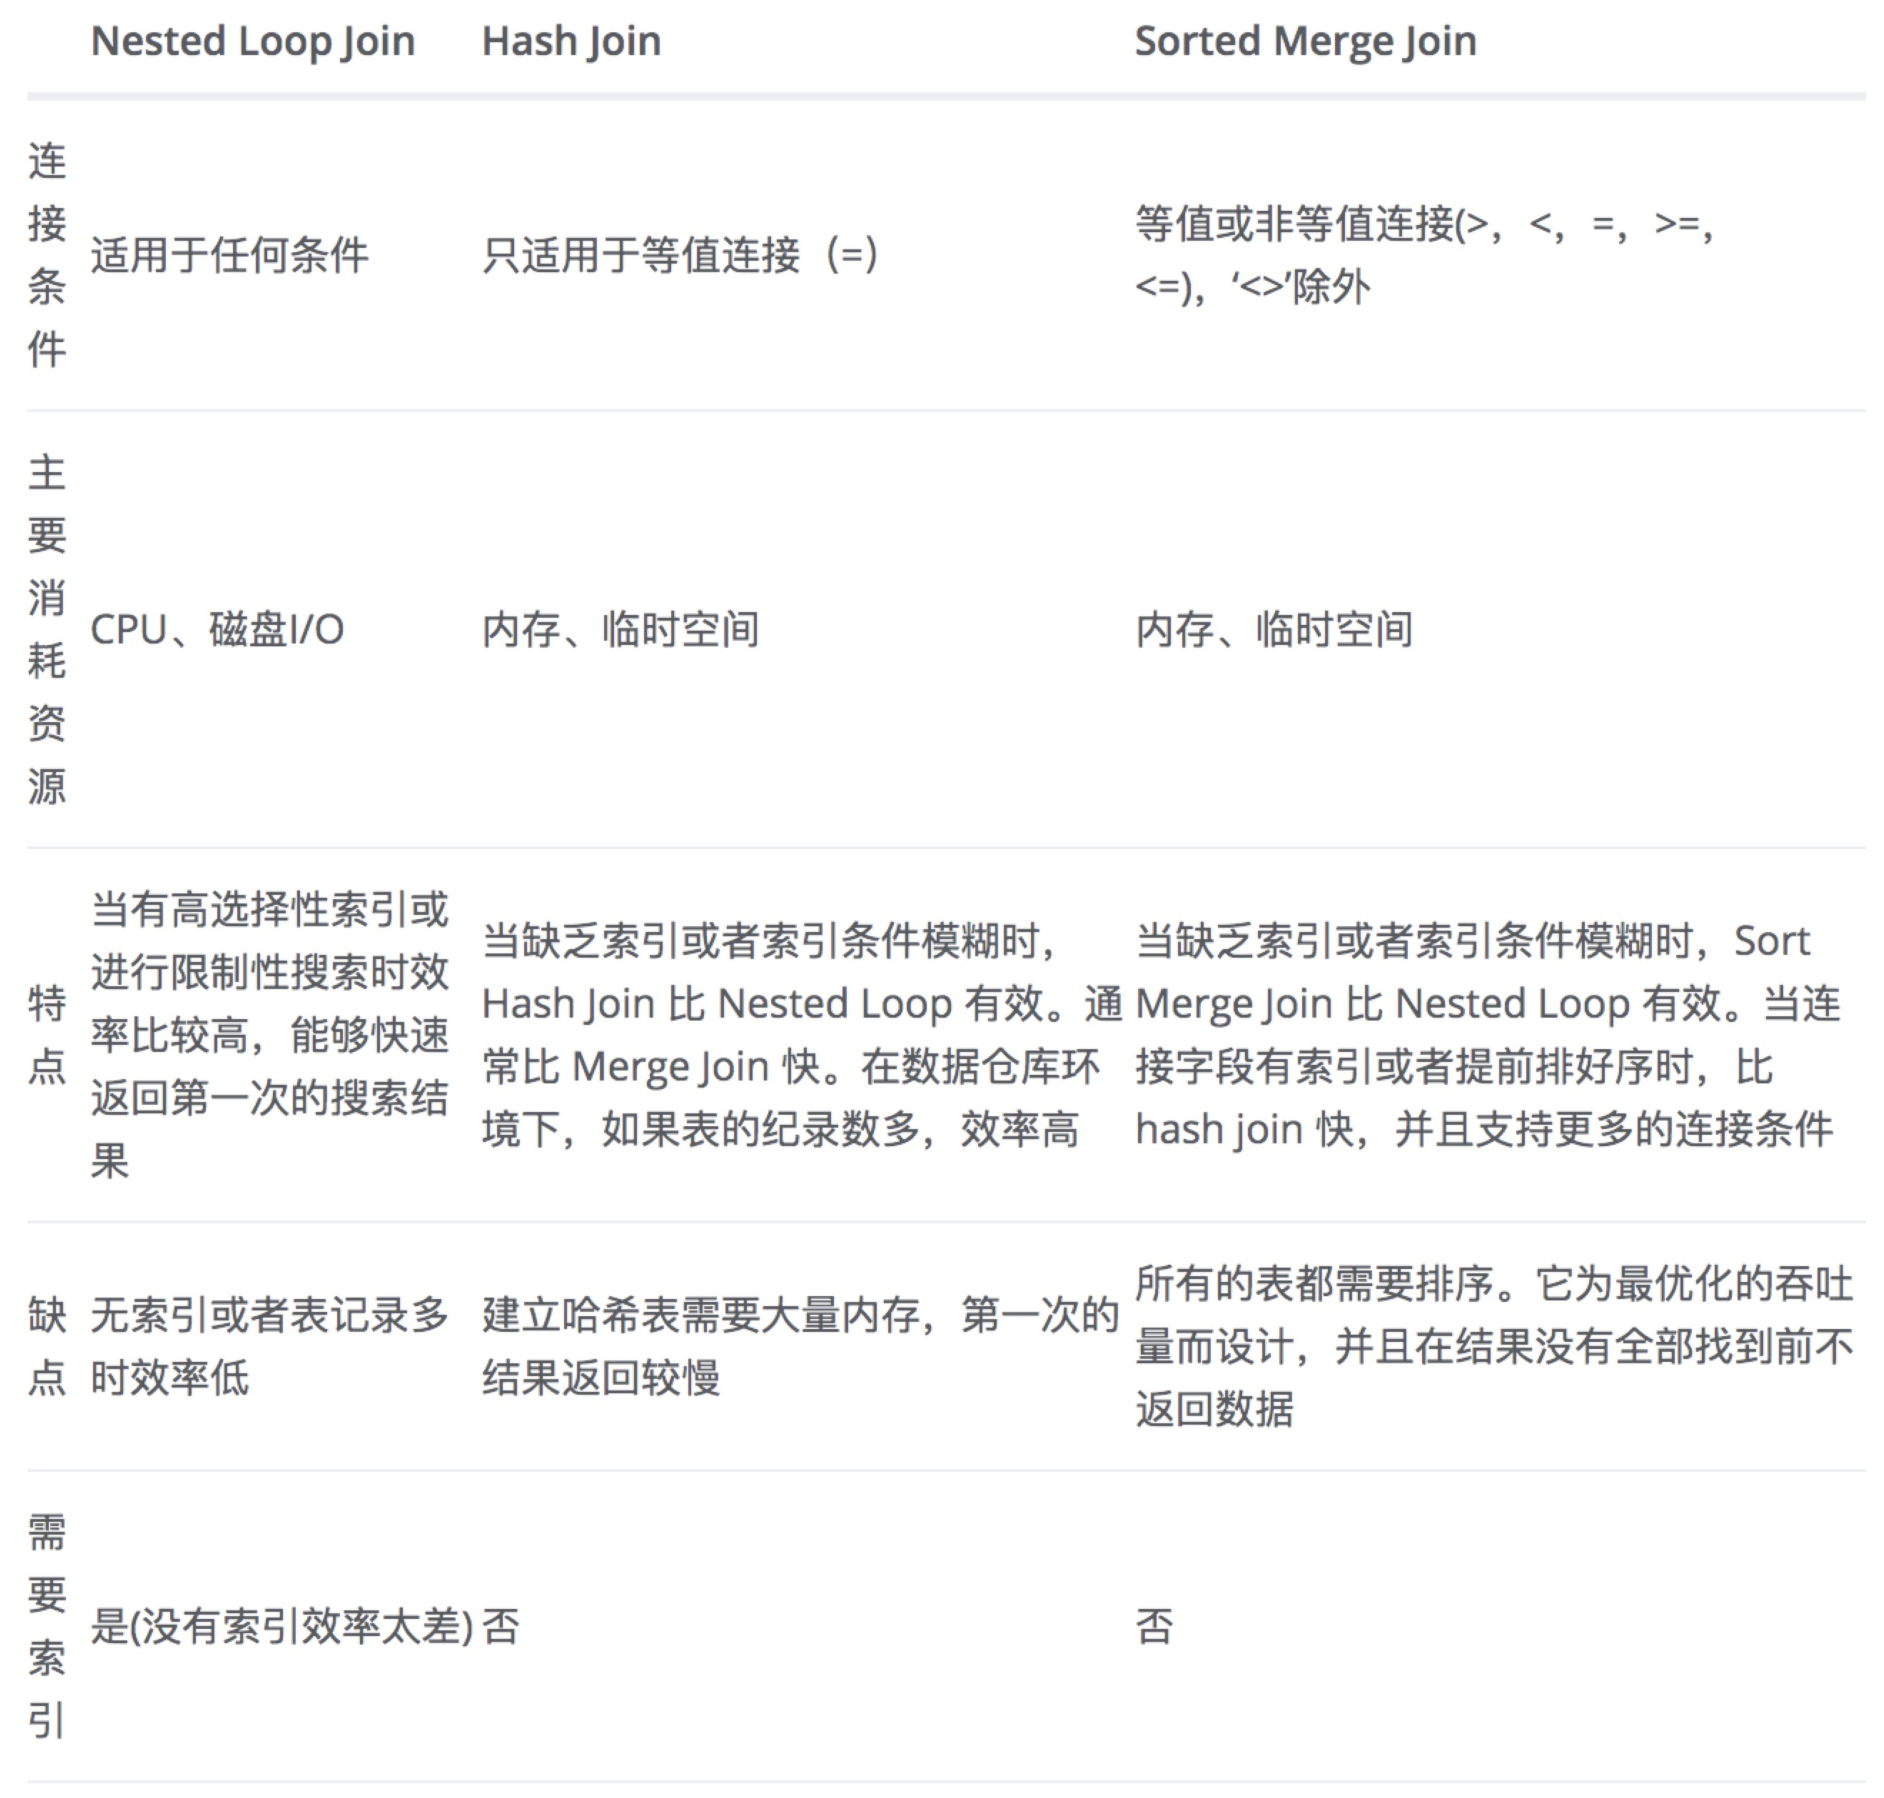 Nested Loop Join Hash Join Sorted Merge Join
连接条件
适用于任何条件
只适用于等值连接（=）
等值或非等值连接(>，<，=，>=，
<=)，‘<>’除外
主要消耗资源
CPU、磁盘I/O
内存、临时空间
内存、临时空间
特点
当有高选择性索引或
进行限制性搜索时效
率比较高，能够快速
返回第一次的搜索结
果
当缺乏索引或者索引条件模糊时，
Hash Join 比 Nested Loop 有效。通
常比 Merge Join 快。在数据仓库环
境下，如果表的纪录数多，效率高
当缺乏索引或者索引条件模糊时，Sort
Merge Join 比 Nested Loop 有效。当连
接字段有索引或者提前排好序时，比
hash join 快，并且支持更多的连接条件
缺点
无索引或者表记录多
时效率低
建立哈希表需要大量内存，第一次的
结果返回较慢
所有的表都需要排序。它为最优化的吞吐
量而设计，并且在结果没有全部找到前不
返回数据
需要索引
是(没有索引效率太差)
否
否